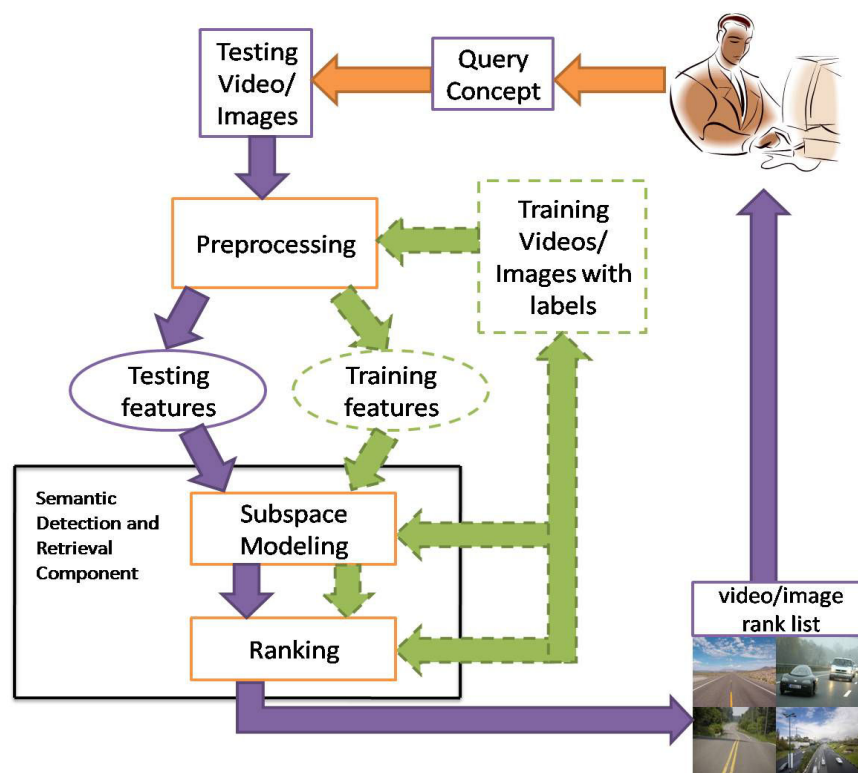 Testing
Video/
Images
Query
Concept
Preprocessing
Training
Videos/
Images with
labels
Testing
features
Training
features
Semantic
Detection and
Retrieval
Component
Subspace
Modeling
Ranking
video/image
rank list